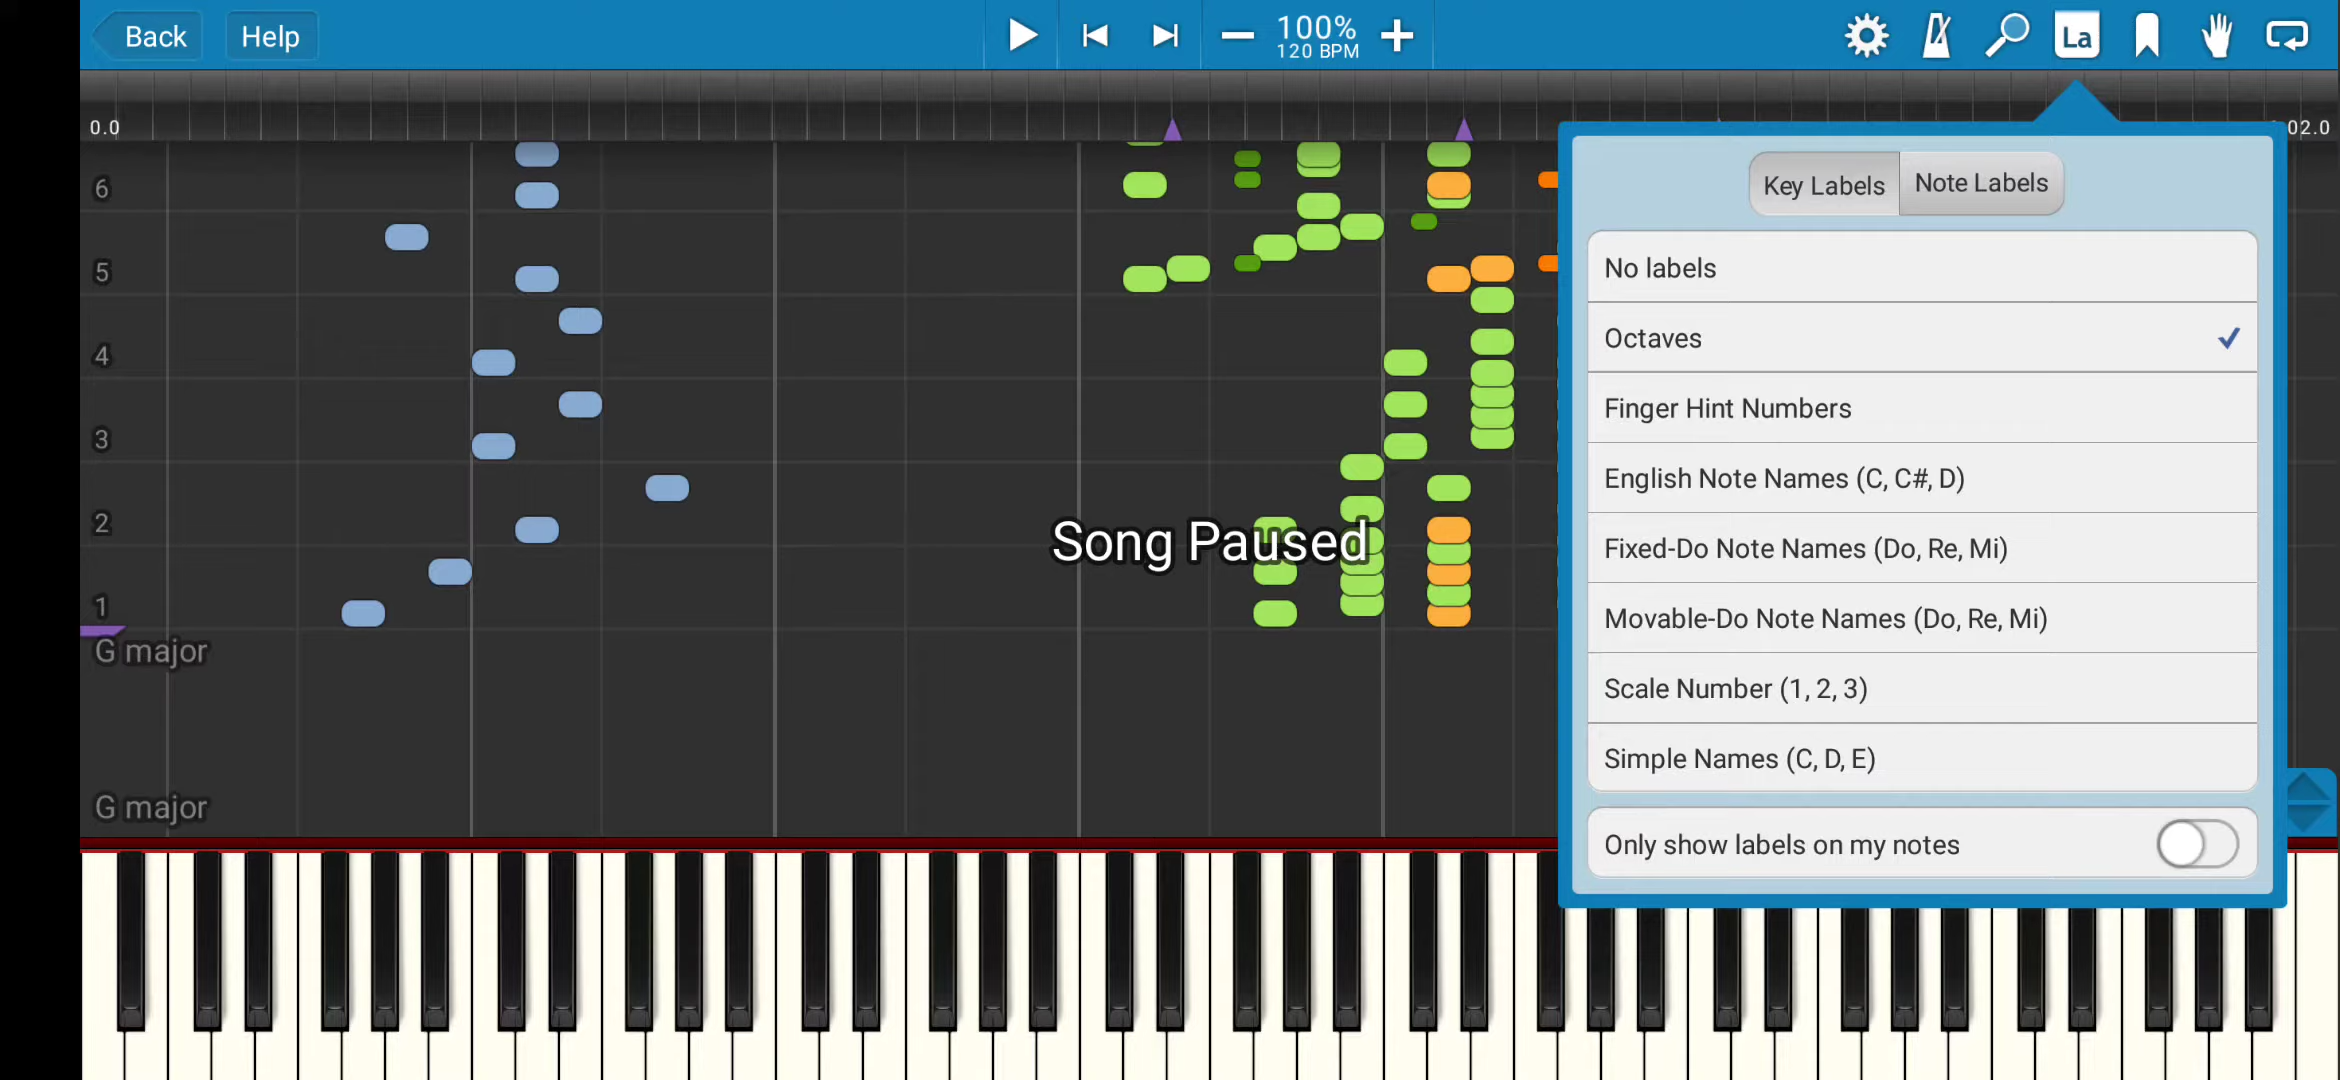 Back
Help
100%
120 BPM
La
0.0
02.0
6
5
4
3
2
1
G major
G major
Song Paused
Key Labels
Note Labels
No labels
Octaves
Finger Hint Numbers
English Note Names (C, C#, D)
Fixed-Do Note Names (Do, Re, Mi)
Movable-Do Note Names (Do, Re, Mi)
Scale Number (1, 2, 3)
Simple Names (C, D, E)
Only show labels on my notes